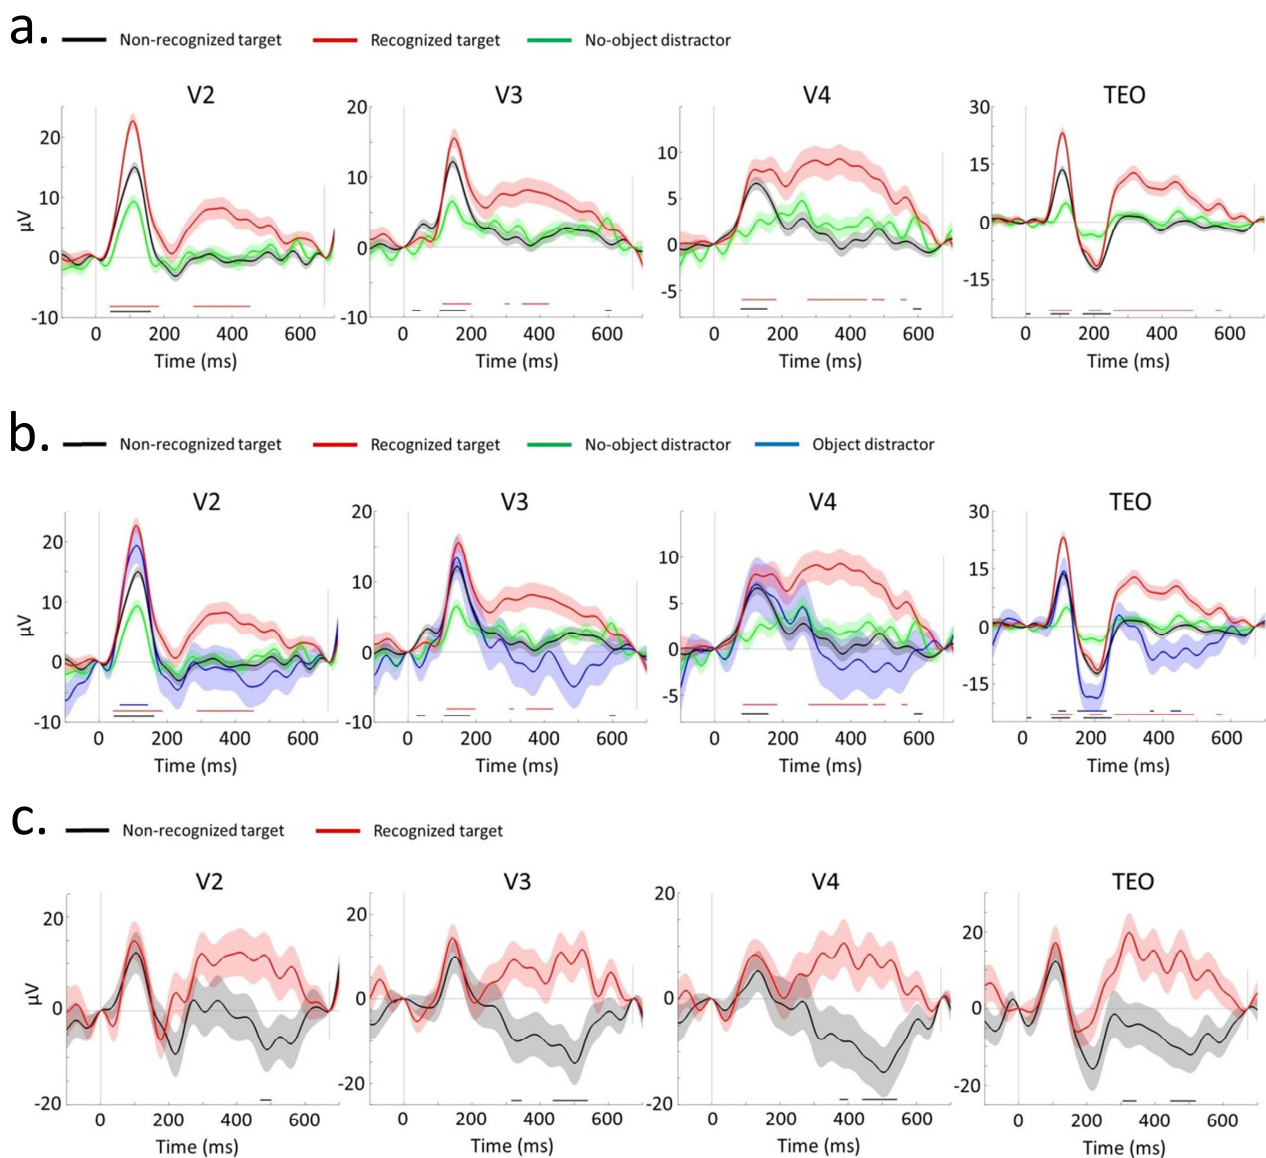 a.
Non-recognized target Recognized target No-object distractor
V2 V3 V4 TEO
μV
20 10 0 -10
20 10 0 -10
10 5 0 -5
30 15 0 -15
0 200 400 600 0 200 400 600 0 200 400 600 0 200 400 600
Time (ms) Time (ms) Time (ms) Time (ms)
b.
Non-recognized target Recognized target No-object distractor Object distractor
V2 V3 V4 TEO
μV
20 10 0 -10
20 10 0 -10
10 5 0 -5
30 15 0 -15
0 200 400 600 0 200 400 600 0 200 400 600 0 200 400 600
Time (ms) Time (ms) Time (ms) Time (ms)
c.
Non-recognized target Recognized target
V2 V3 V4 TEO
μV
20 10 0 -10 -20
20 0 -20
20 10 0 -10 -20
20 0 -20
0 200 400 600 0 200 400 600 0 200 400 600 0 200 400 600
Time (ms) Time (ms) Time (ms) Time (ms)